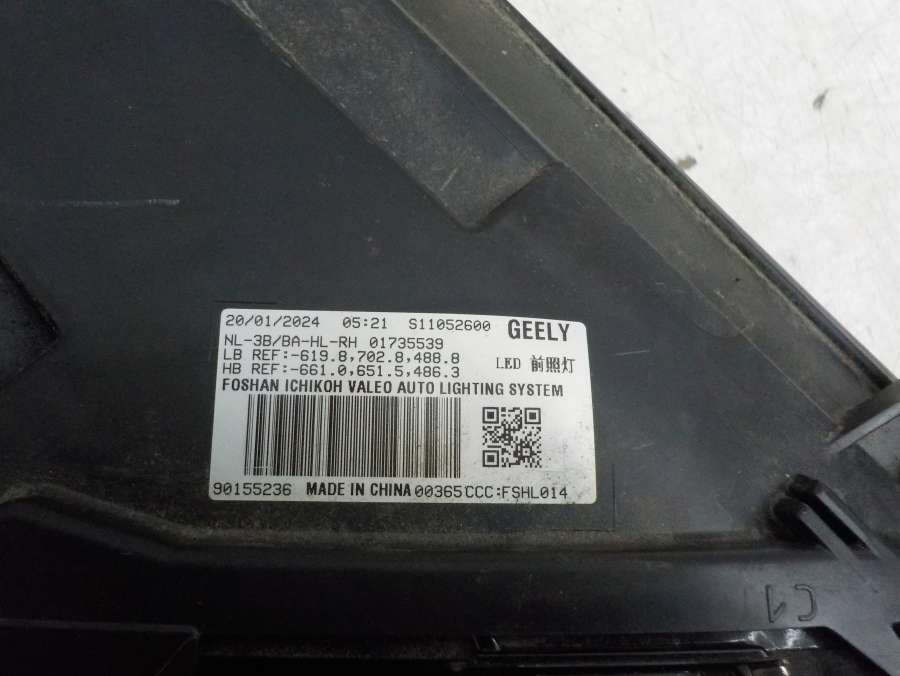 20/01/2024 05:21 S11052600 GEELY
NL-3B/BA-HL-RH 01735539
LB REF:-619.8,702.8,488.8 LED 前照灯
HB REF:-661.0,651.5,486.3
FOSHAN ICHIKOH VALEO AUTO LIGHTING SYSTEM
90155236 MADE IN CHINA 00365 CCC:FSHL014
C1